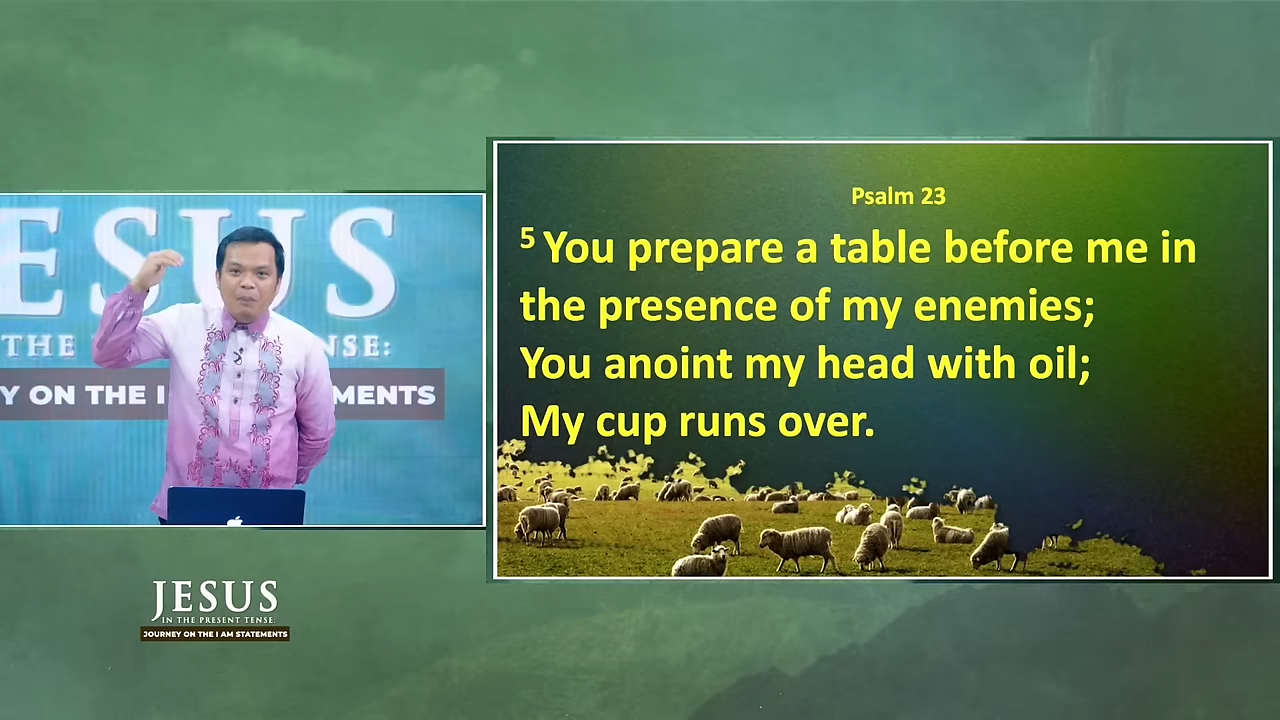 ESUS
THE NSE:
Y ON THE I MENTS
JESUS
IN THE PRESENT TENSE:
JOURNEY ON THE I AM STATEMENTS
Psalm 23
5 You prepare a table before me in
the presence of my enemies;
You anoint my head with oil;
My cup runs over.